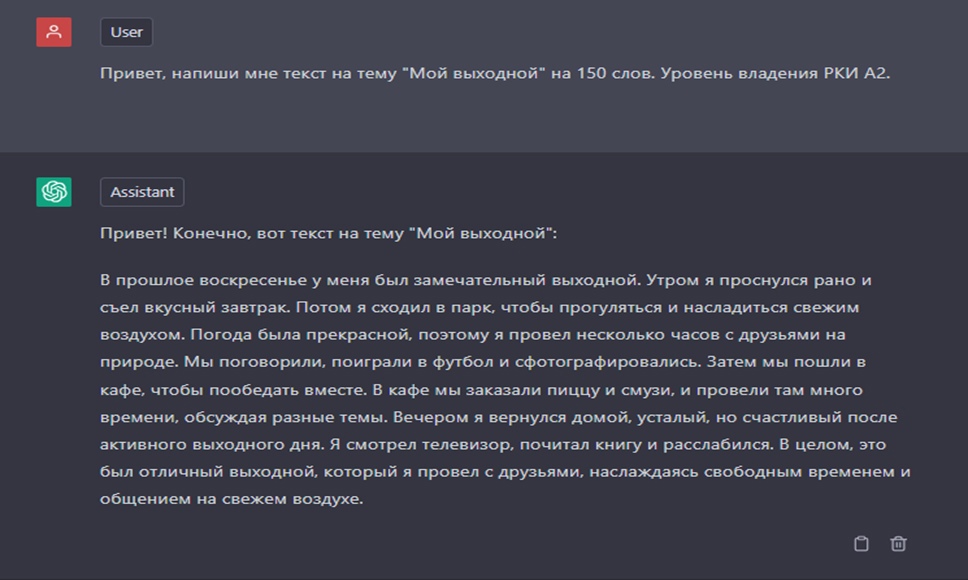 User
Привет, напиши мне текст на тему "Мой выходной" на 150 слов. Уровень владения РКИ А2.
Assistant
Привет! Конечно, вот текст на тему "Мой выходной":
В прошлое воскресенье у меня был замечательный выходной. Утром я проснулся рано и
съел вкусный завтрак. Потом я сходил в парк, чтобы прогуляться и насладиться свежим
воздухом. Погода была прекрасной, поэтому я провел несколько часов с друзьями на
природе. Мы поговорили, поиграли в футбол и сфотографировались. Затем мы пошли в
кафе, чтобы пообедать вместе. В кафе мы заказали пиццу и смузи, и провели там много
времени, обсуждая разные темы. Вечером я вернулся домой, усталый, но счастливый после
активного выходного дня. Я смотрел телевизор, почитал книгу и расслабился. В целом, это
был отличный выходной, который я провел с друзьями, наслаждаясь свободным временем и
общением на свежем воздухе.